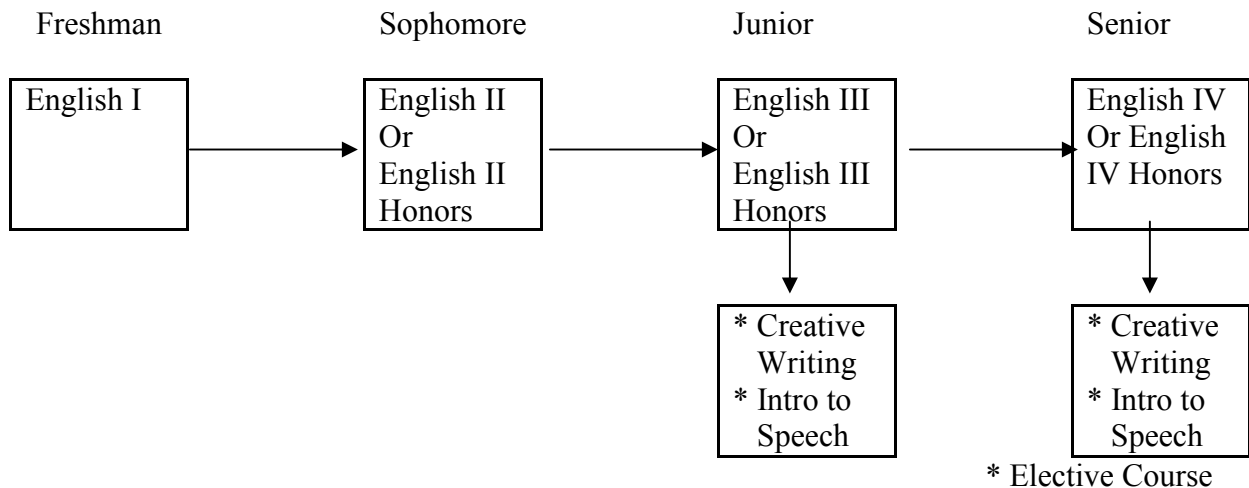 Freshman
Sophomore
Junior
Senior
English I
English II
Or
English II
Honors
English III
Or
English III
Honors
English IV
Or English
IV Honors
* Creative
Writing
* Intro to
Speech
* Creative
Writing
* Intro to
Speech
* Elective Course